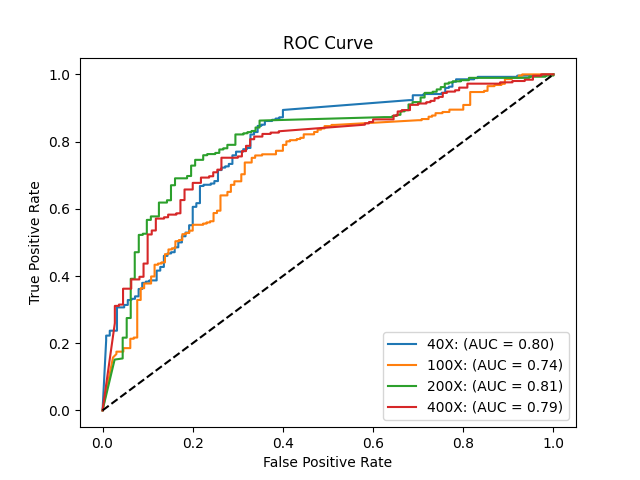 ROC Curve
True Positive Rate
1.0
0.8
0.6
0.4
0.2
0.0
40X: (AUC = 0.80)
100X: (AUC = 0.74)
200X: (AUC = 0.81)
400X: (AUC = 0.79)
0.0 0.2 0.4 0.6 0.8 1.0
False Positive Rate